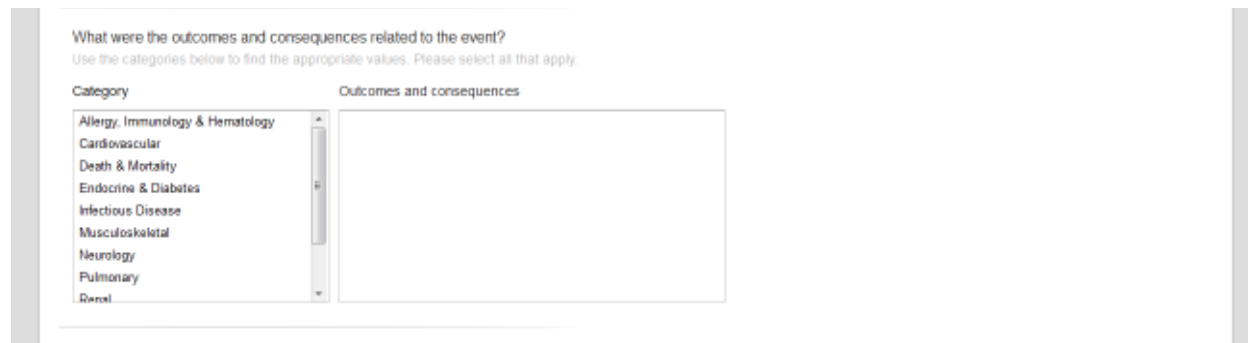 What were the outcomes and consequences related to the event?
Use the categories below to find the appropriate values. Please select all that apply.
Category
Outcomes and consequences
Allergy, Immunology & Hematology
Cardiovascular
Death & Mortality
Endocrine & Diabetes
Infectious Disease
Musculoskeletal
Neurology
Pulmonary
Renal